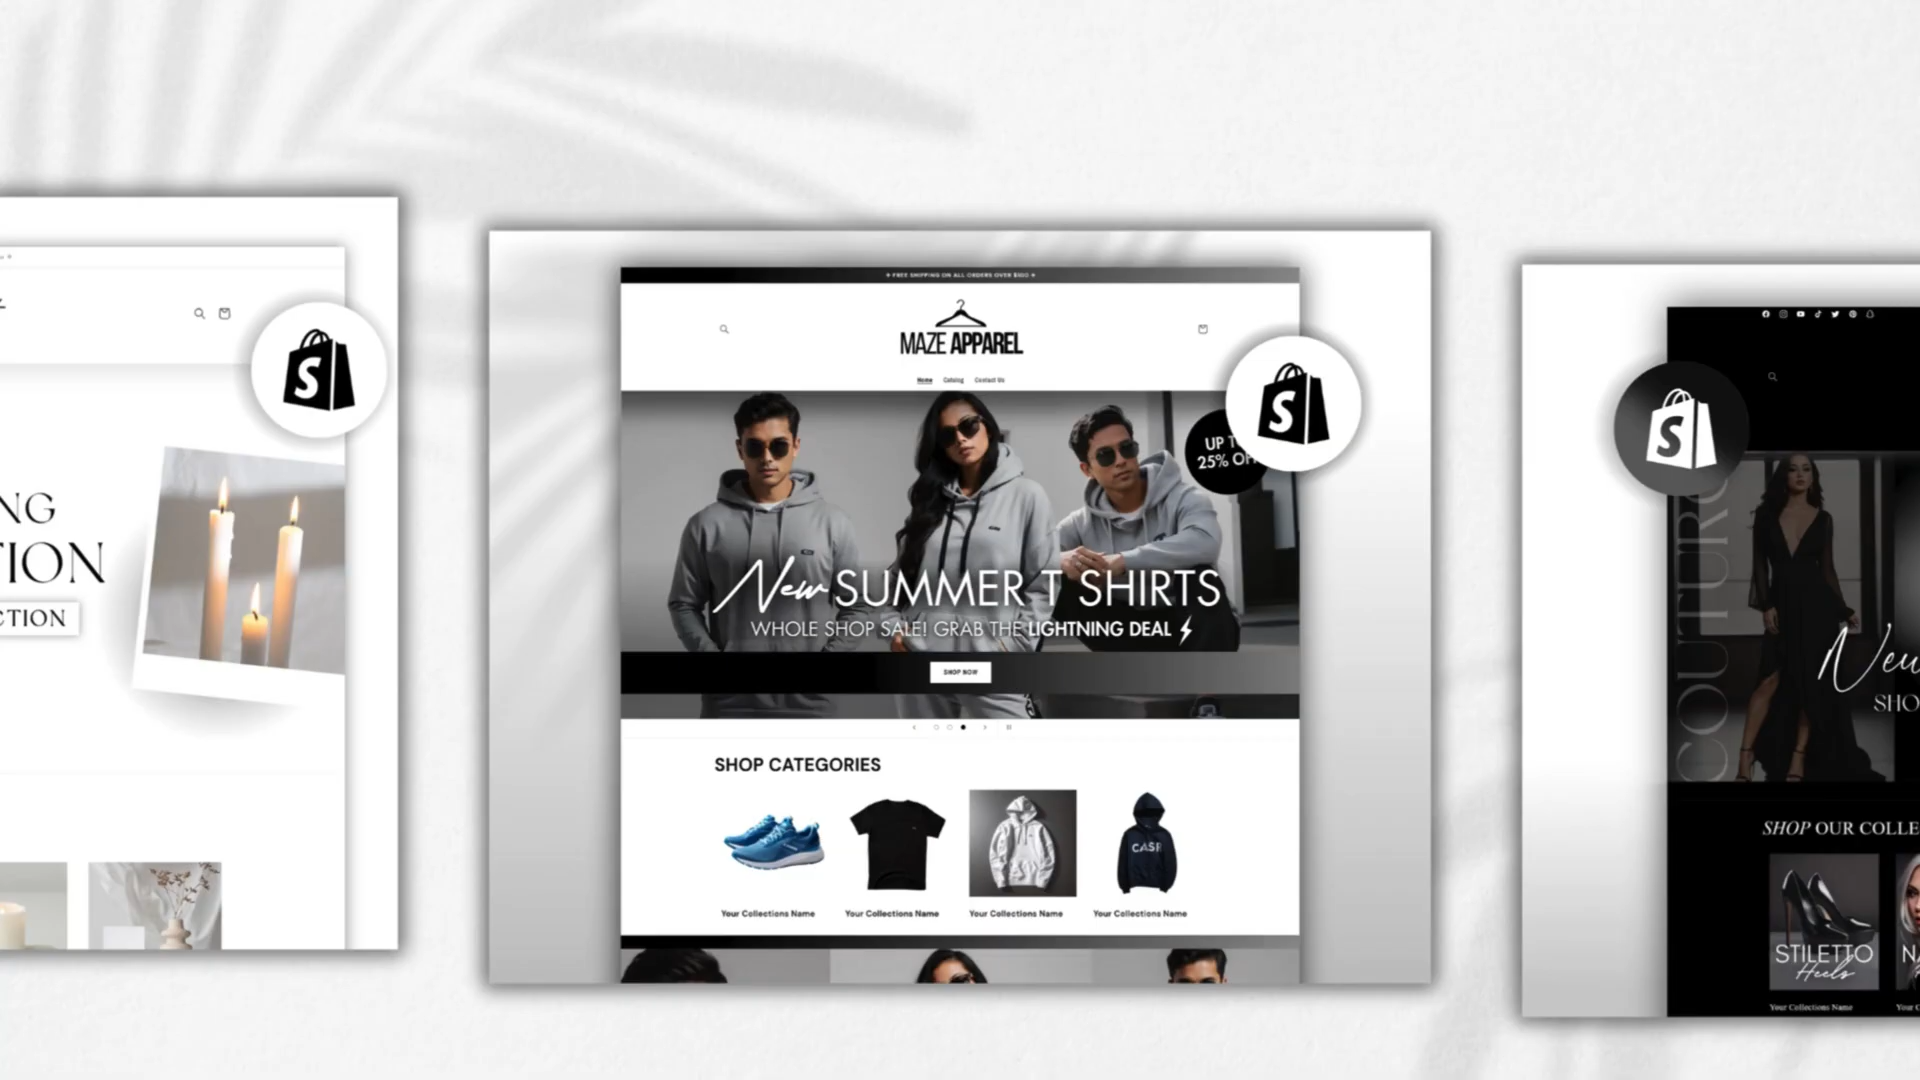 NG
TION
CTION
S
✦ FREE SHIPPING ON ALL ORDERS OVER $100 ✦
MAZE APPAREL
Home Catalog Contact Us
UP T
25% OF
S
New SUMMER T SHIRTS
WHOLE SHOP SALE! GRAB THE LIGHTNING DEAL
SHOP NOW
SHOP CATEGORIES
CASH
Your Collections Name Your Collections Name Your Collections Name Your Collections Name
S
COUTURE
New
SHO
SHOP OUR COLLE
STILETTO
Heels
NA
Your Collections Name Your C